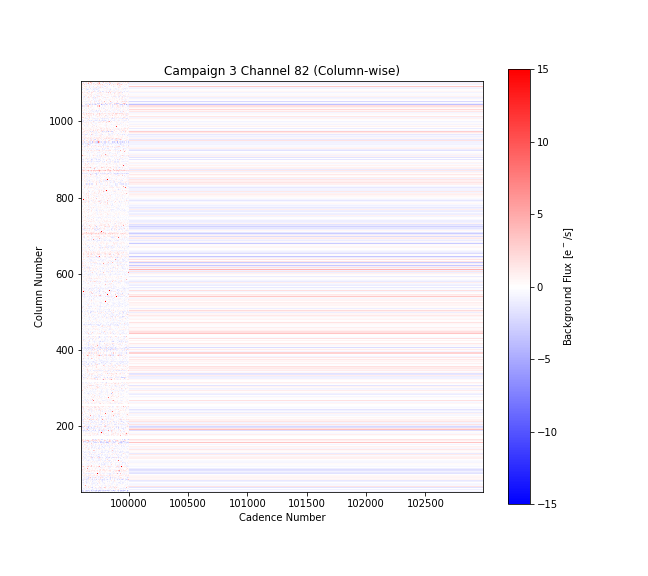 Campaign 3 Channel 82 (Column-wise)
1000
800
600
400
200
Column Number
100000 100500 101000 101500 102000 102500
Cadence Number
15
10
5
0
−5
−10
−15
Background Flux [e⁻/s]